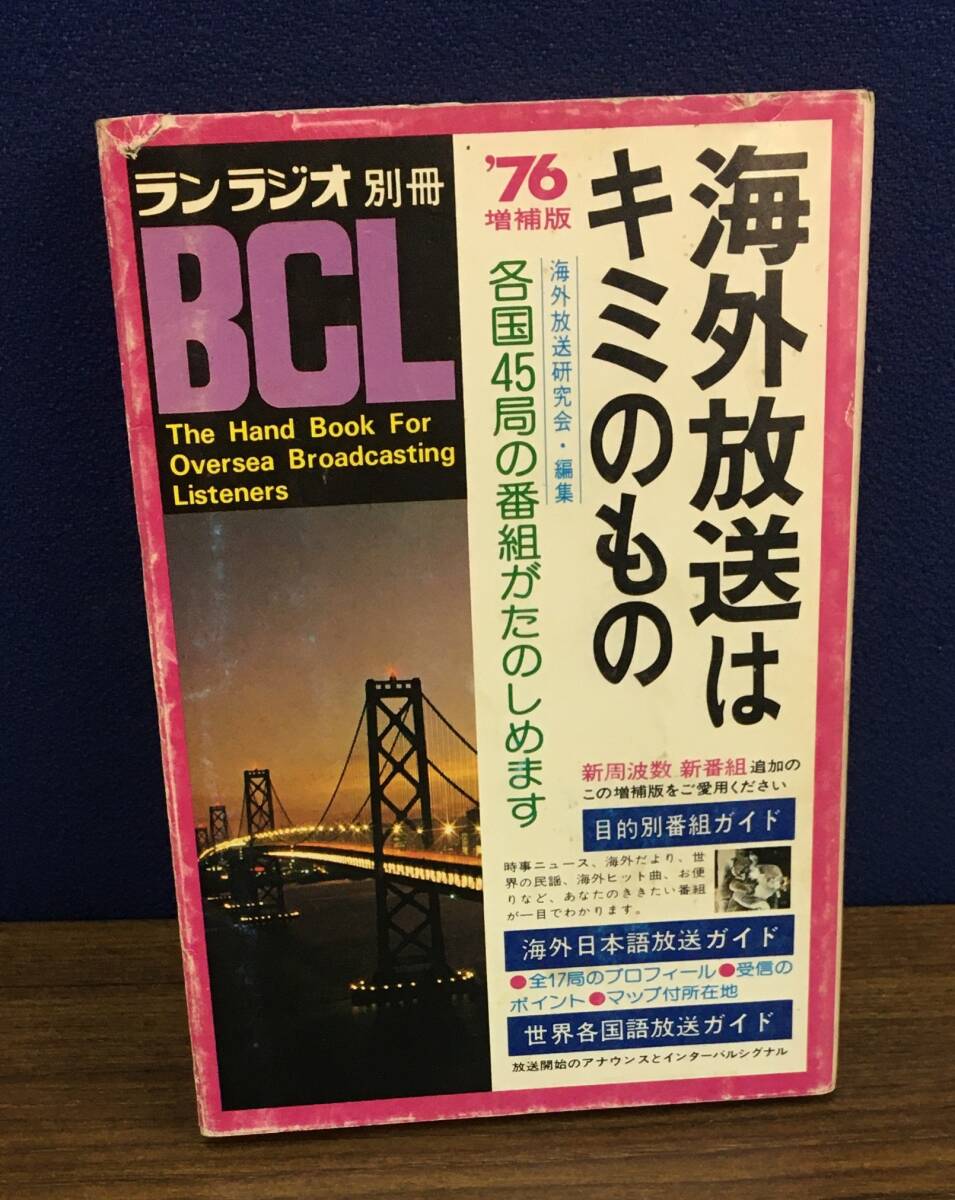 ランラジオ別冊
BCL
The Hand Book For
Oversea Broadcasting
Listeners
海外放送は
キミのもの
'76
増補版
海外放送研究会・編集
各国45局の番組がたのしめます
新周波数 新番組追加の
この増補版をご愛用ください
目的別番組ガイド
時事ニュース、海外だより、世
界の民謡、海外ヒット曲、お便
りなど、あなたのききたい番組
が一目でわかります。
海外日本語放送ガイド
●全17局のプロフィール●受信の
ポイント●マップ付所在地
世界各国語放送ガイド
放送開始のアナウンスとインターバルシグナル